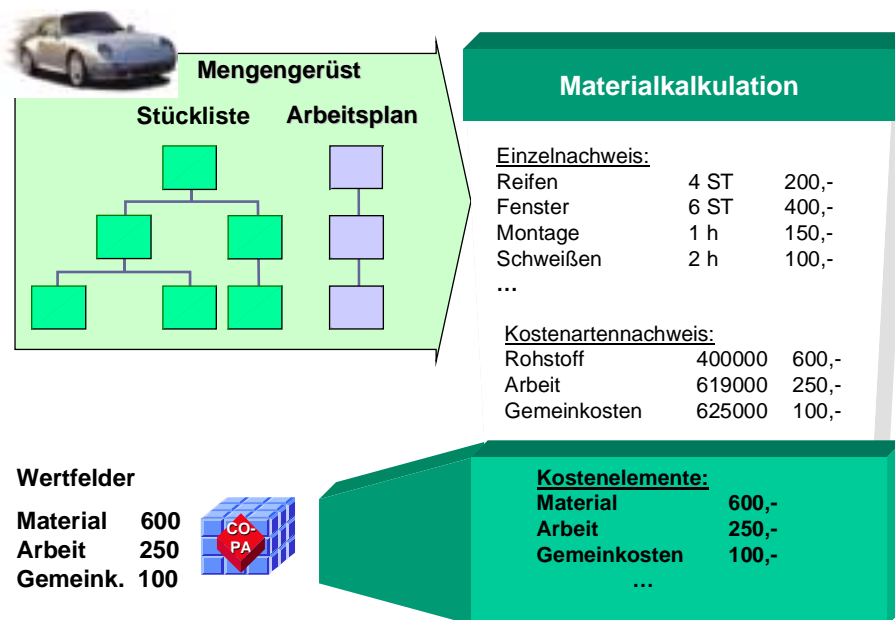 Mengengerüst
Stückliste Arbeitsplan
Materialkalkulation
Einzelnachweis:
Reifen 4 ST 200,-
Fenster 6 ST 400,-
Montage 1 h 150,-
Schweißen 2 h 100,-
…
Kostenartennachweis:
Rohstoff 400000 600,-
Arbeit 619000 250,-
Gemeinkosten 625000 100,-
Wertfelder
Material 600
Arbeit 250
Gemeink. 100
CO-
PA
Kostenelemente:
Material 600,-
Arbeit 250,-
Gemeinkosten 100,-
…